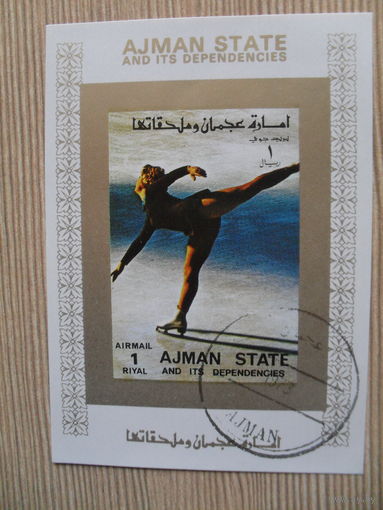 AJMAN STATE
AND ITS DEPENDENCIES
امارة عجمان وملحقاتها
بريد جوي
١
ريال
AIRMAIL
1
RIYAL
AJMAN STATE
AND ITS DEPENDENCIES
AJMAN
امارة عجمان وملحقاتها